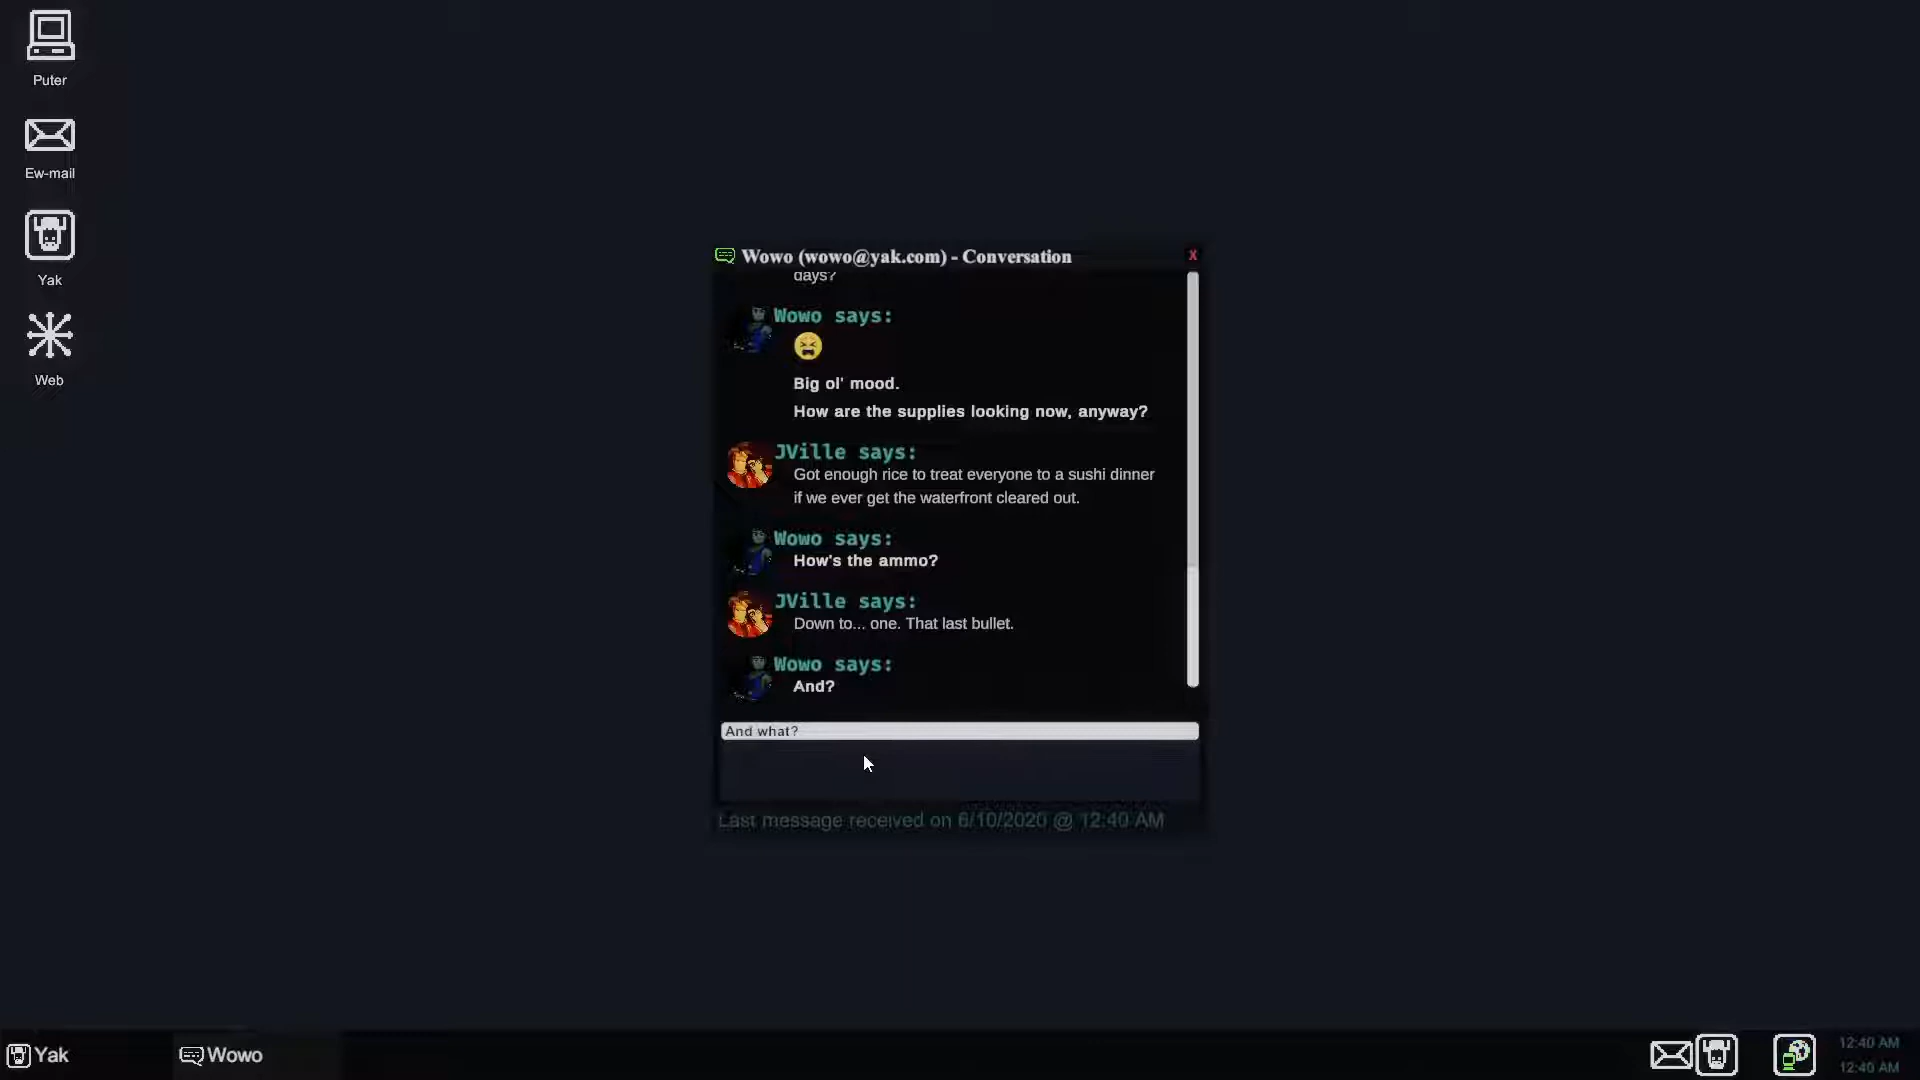 Puter
Ew-mail
Yak
Web
Wowo (wowo@yak.com) - Conversation
X
days?
Wowo says:
Big ol' mood.
How are the supplies looking now, anyway?
JVille says:
Got enough rice to treat everyone to a sushi dinner
if we ever get the waterfront cleared out.
Wowo says:
How's the ammo?
JVille says:
Down to... one. That last bullet.
Wowo says:
And?
And what?
Last message received on 6/10/2020 @ 12:40 AM
Yak
Wowo
12:40 AM
12:40 AM